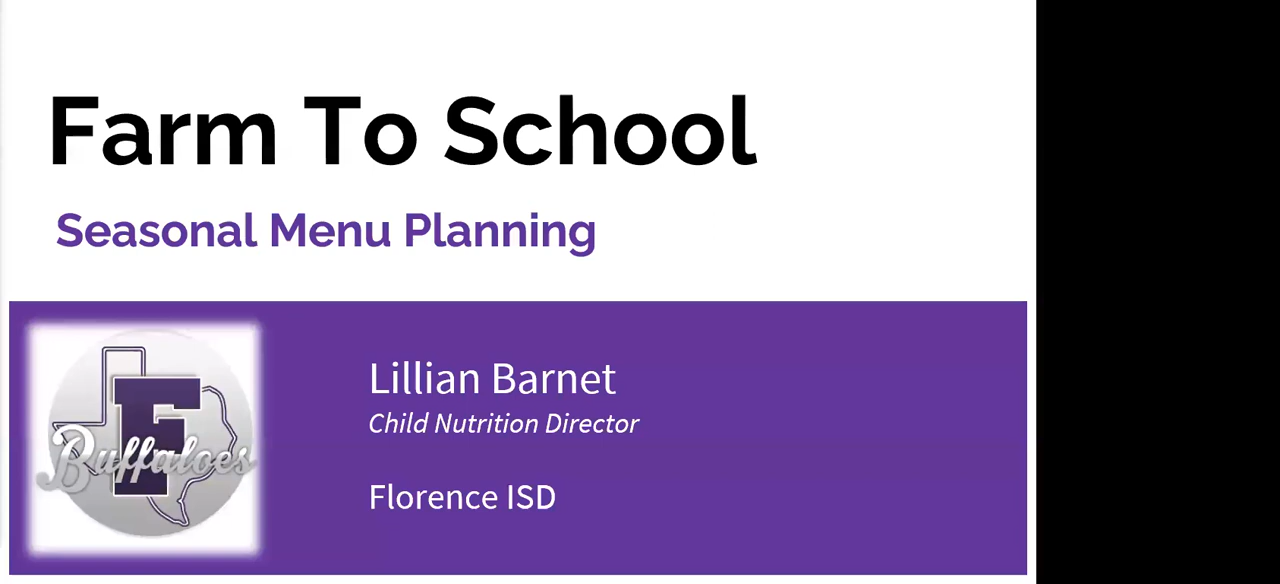 Farm To School
Seasonal Menu Planning
F
Buffaloes
Lillian Barnet
Child Nutrition Director
Florence ISD